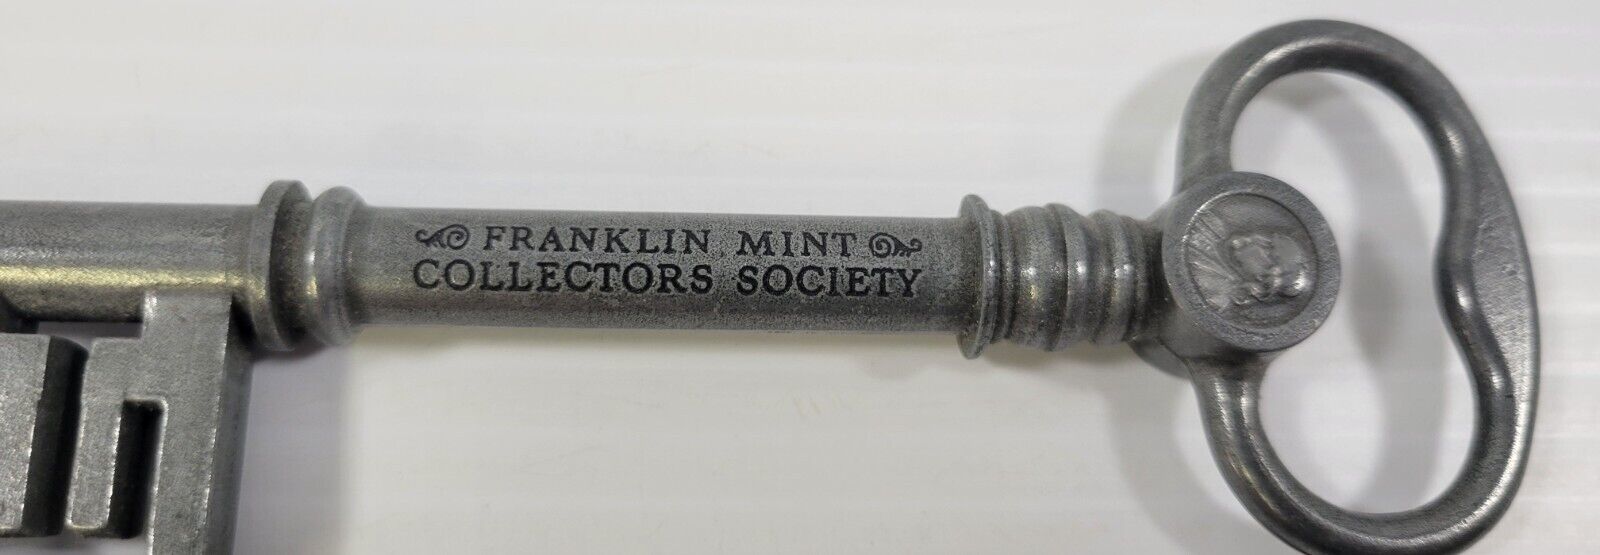 FRANKLIN MINT
COLLECTORS SOCIETY